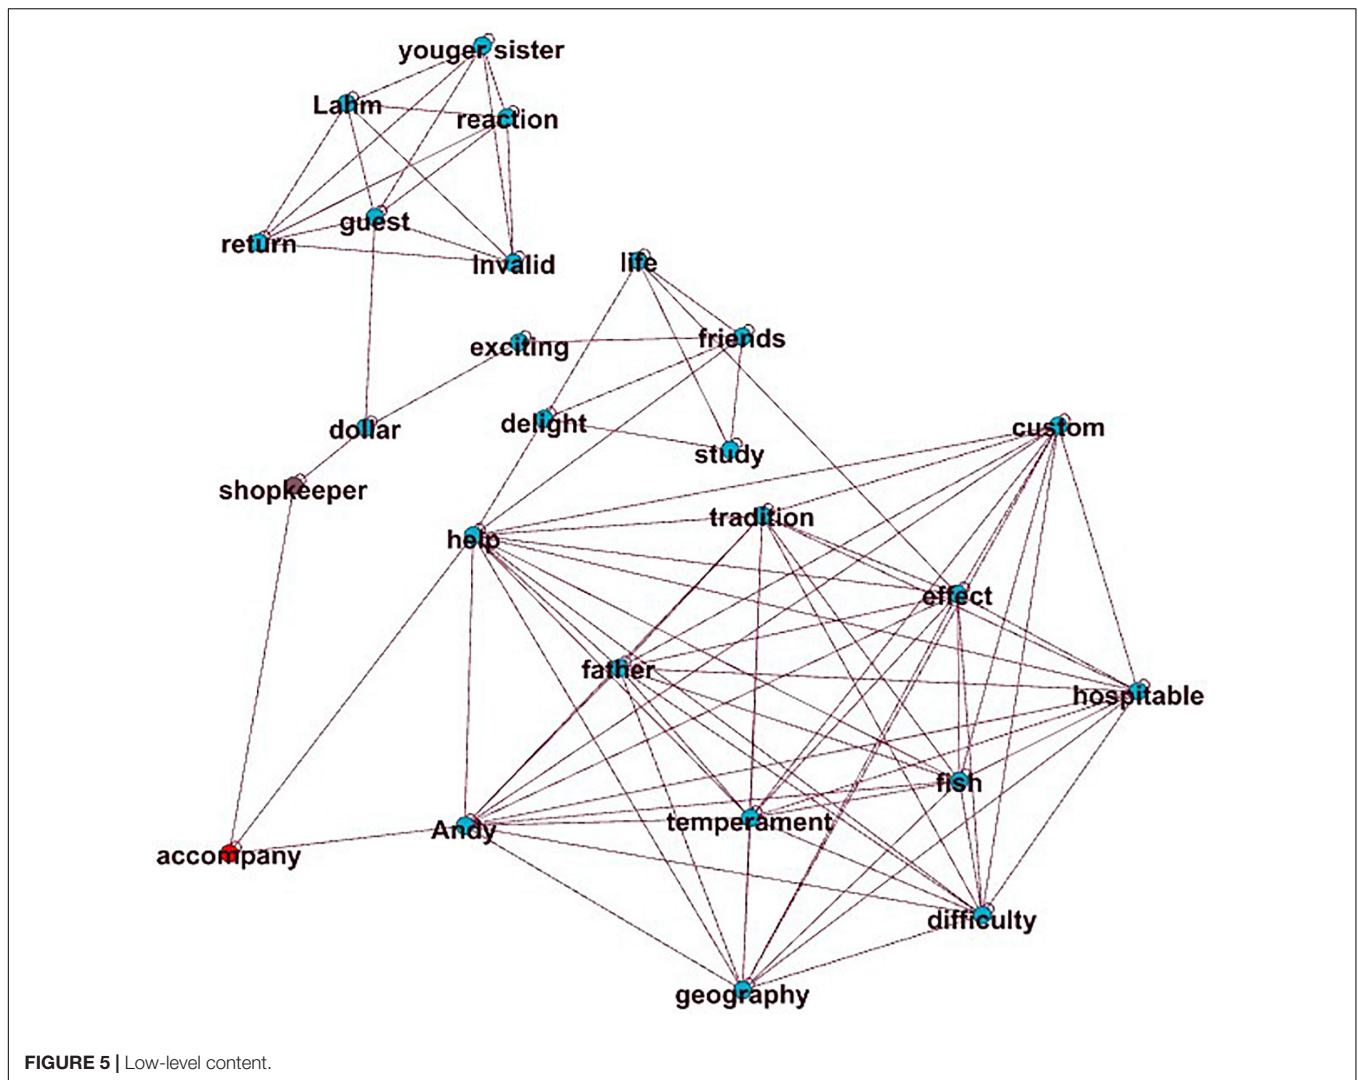 youger sister
Lahm
reaction
guest
return
Invalid
life
exciting
friends
delight
dollar
study
custom
shopkeeper
tradition
help
effect
father
hospitable
fish
temperament
Andy
accompany
difficulty
geography
FIGURE 5 | Low-level content.